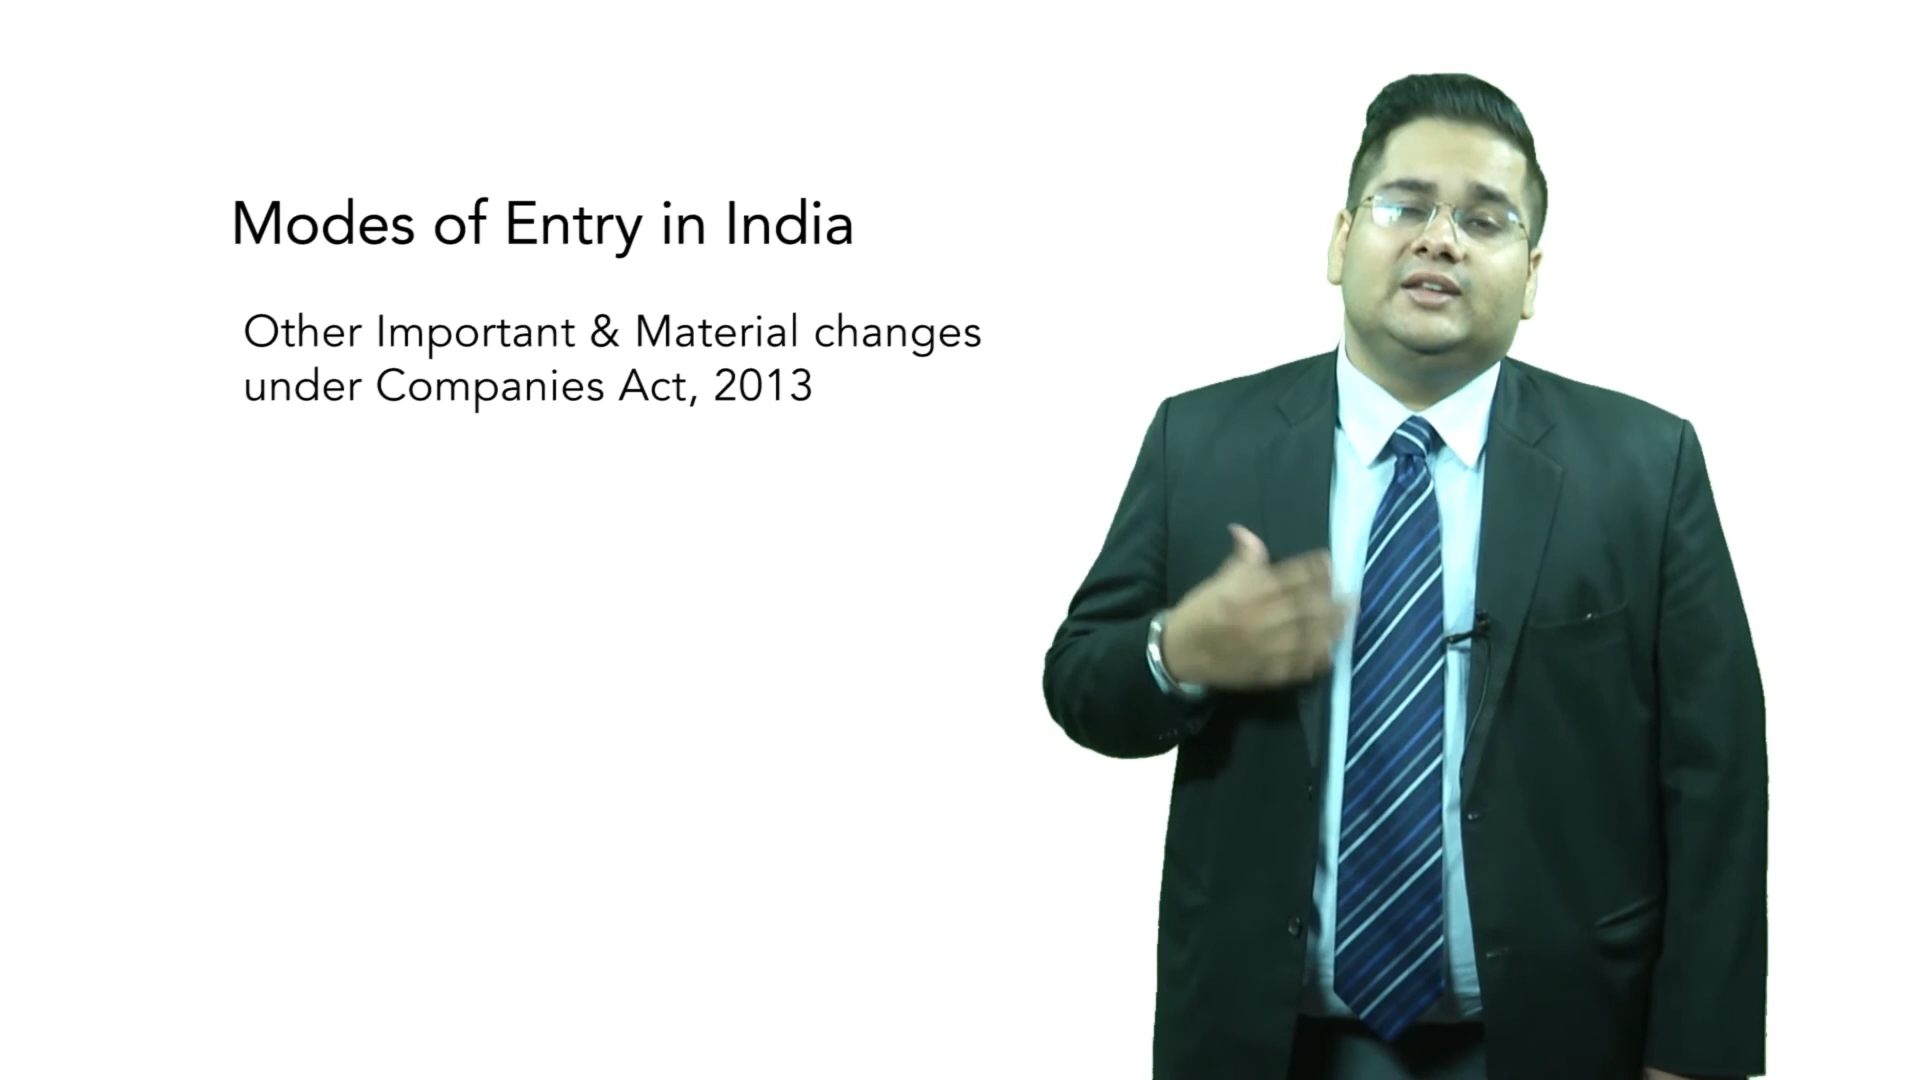 Modes of Entry in India
Other Important & Material changes
under Companies Act, 2013